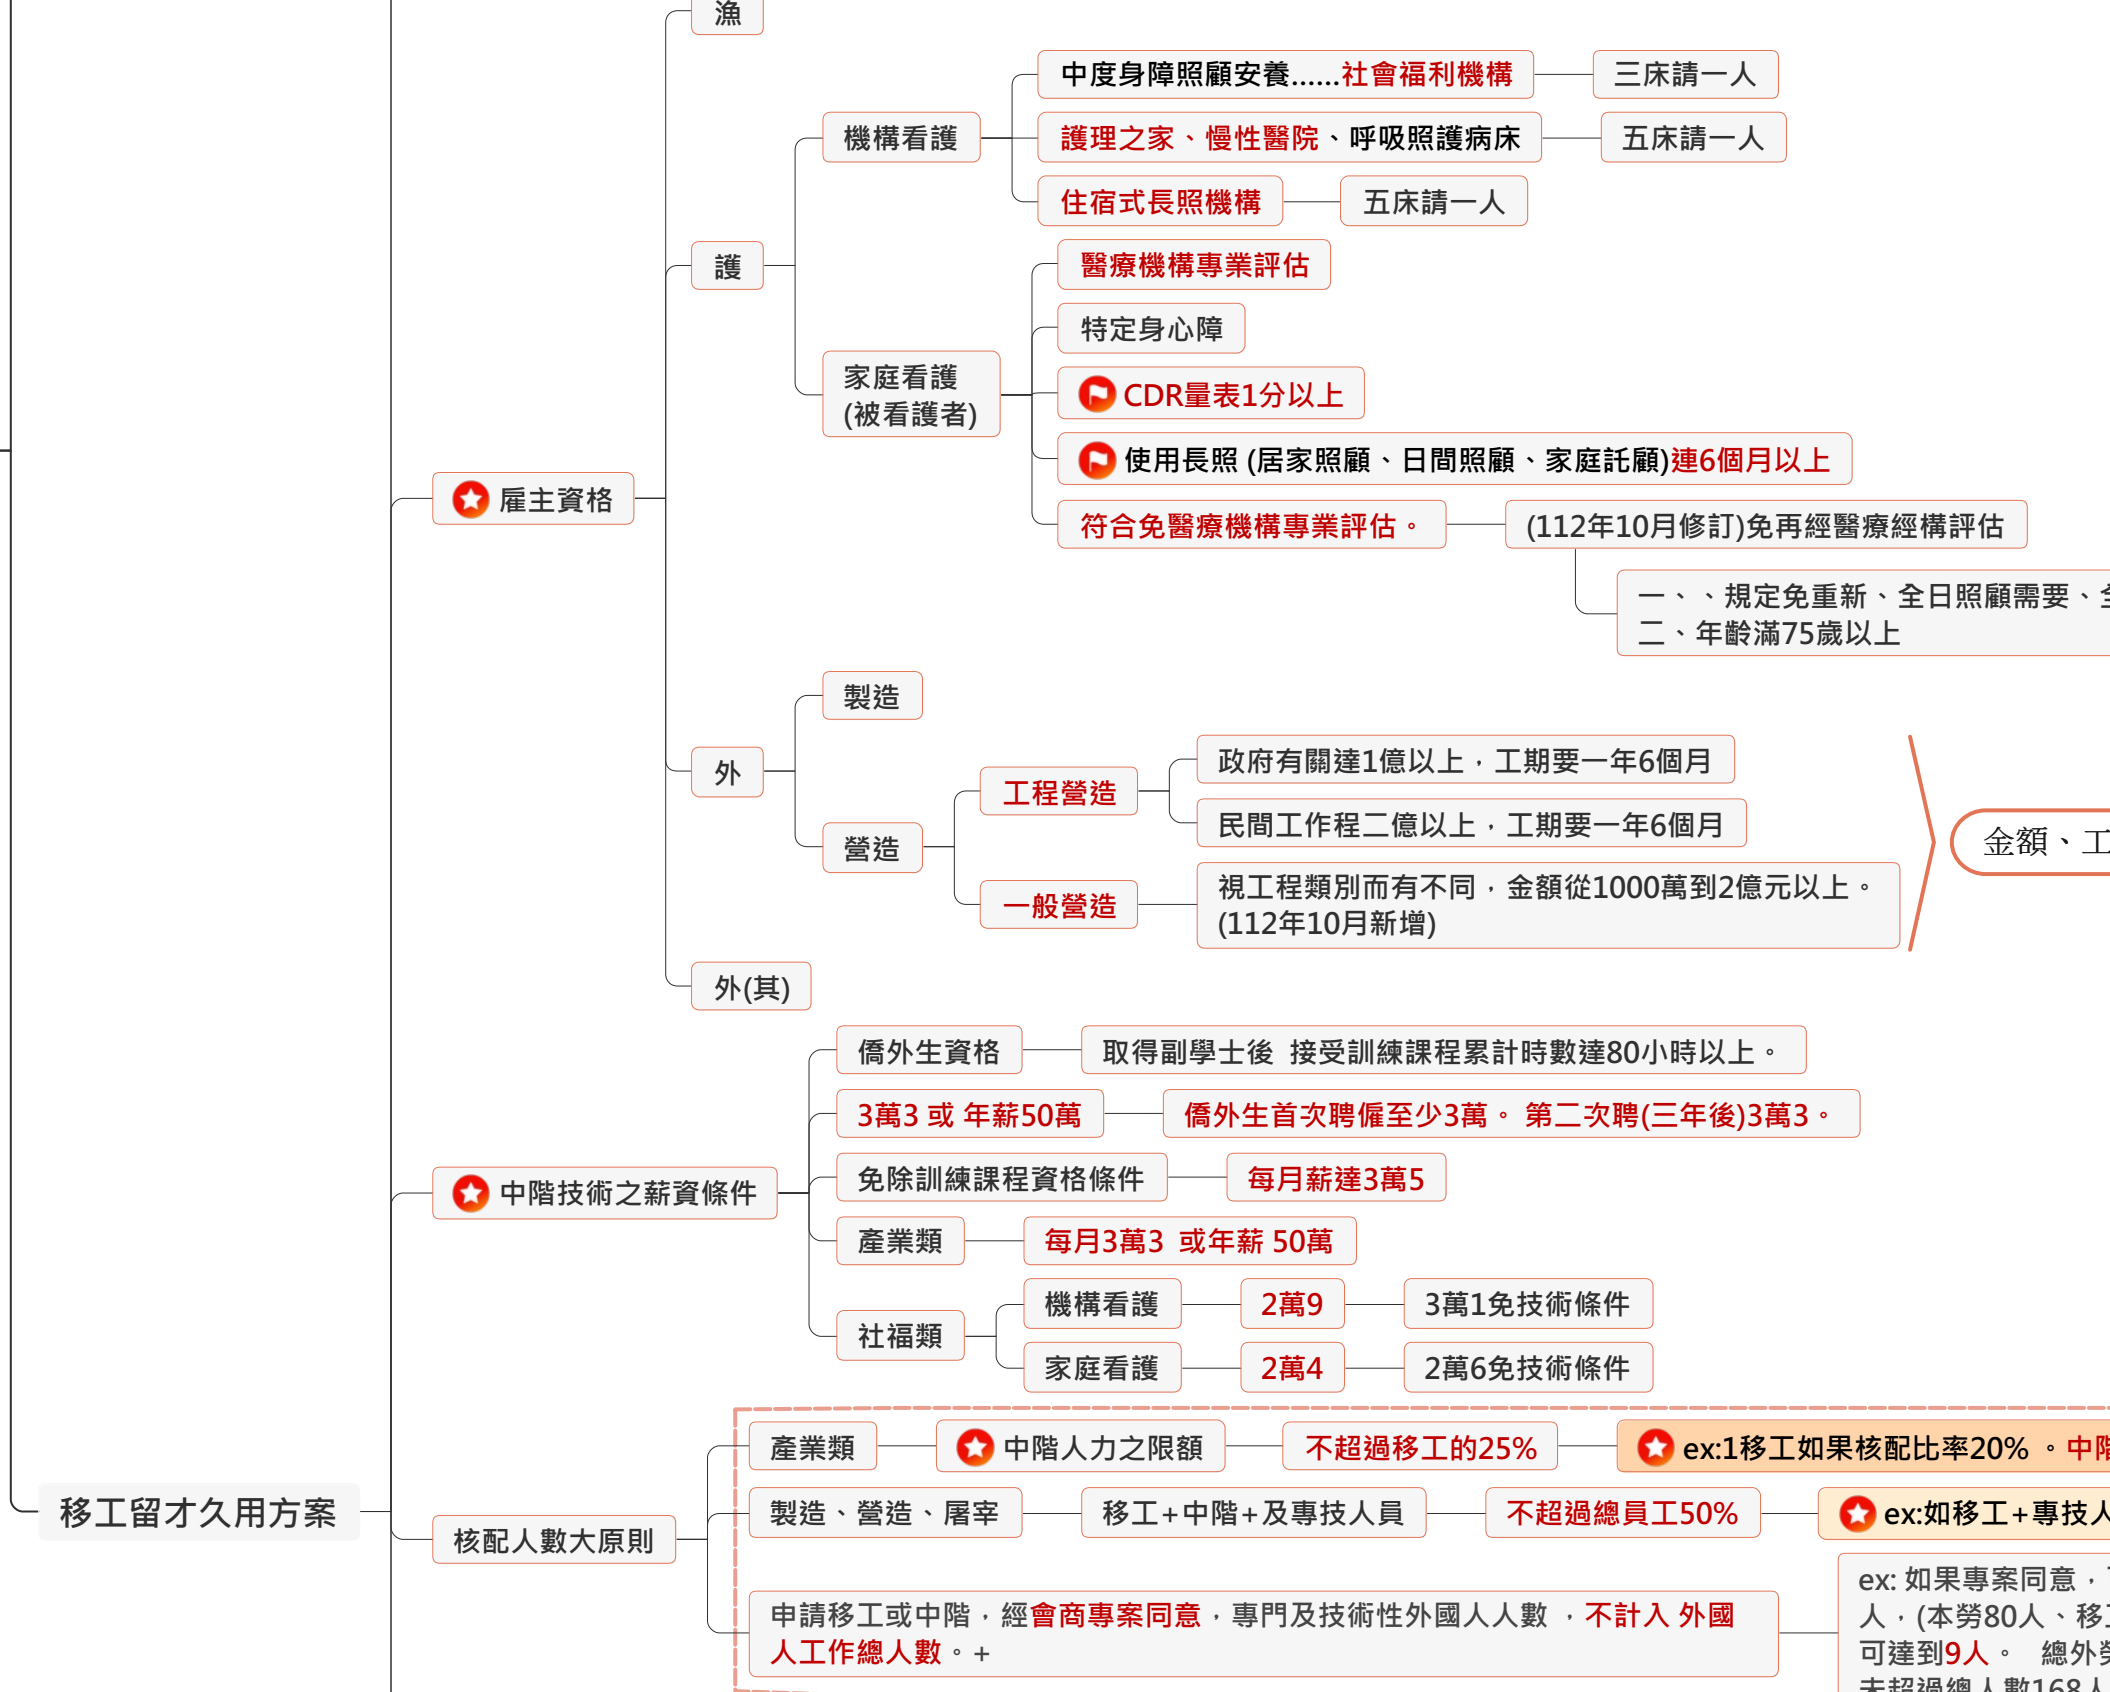 漁
中度身障照顧安養......社會福利機構
三床請一人
機構看護
護理之家、慢性醫院、呼吸照護病床
五床請一人
住宿式長照機構
五床請一人
護
醫療機構專業評估
特定身心障
家庭看護
(被看護者)
CDR量表1分以上
使用長照 (居家照顧、日間照顧、家庭託顧)連6個月以上
雇主資格
符合免醫療機構專業評估。
(112年10月修訂)免再經醫療經構評估
一、、規定免重新、全日照顧需要、
二、年齡滿75歲以上
製造
外
政府有關達1億以上，工期要一年6個月
工程營造
民間工作程二億以上，工期要一年6個月
營造
金額、工
一般營造
視工程類別而有不同，金額從1000萬到2億元以上。
(112年10月新增)
外(其)
僑外生資格
取得副學士後 接受訓練課程累計時數達80小時以上。
3萬3 或 年薪50萬
僑外生首次聘僱至少3萬。 第二次聘(三年後)3萬3。
中階技術之薪資條件
免除訓練課程資格條件
每月薪達3萬5
產業類
每月3萬3 或年薪 50萬
社福類
機構看護
2萬9
3萬1免技術條件
家庭看護
2萬4
2萬6免技術條件
產業類
中階人力之限額
不超過移工的25%
ex:1移工如果核配比率20% 。中階
移工留才久用方案
核配人數大原則
製造、營造、屠宰
移工+中階+及專技人員
不超過總員工50%
ex:如移工+專技人
申請移工或中階，經會商專案同意，專門及技術性外國人人數 ，不計入 外國
人工作總人數。+
ex: 如果專案同意，
人，(本勞80人、移工
可達到9人。 總外勞
未超過總人數168人